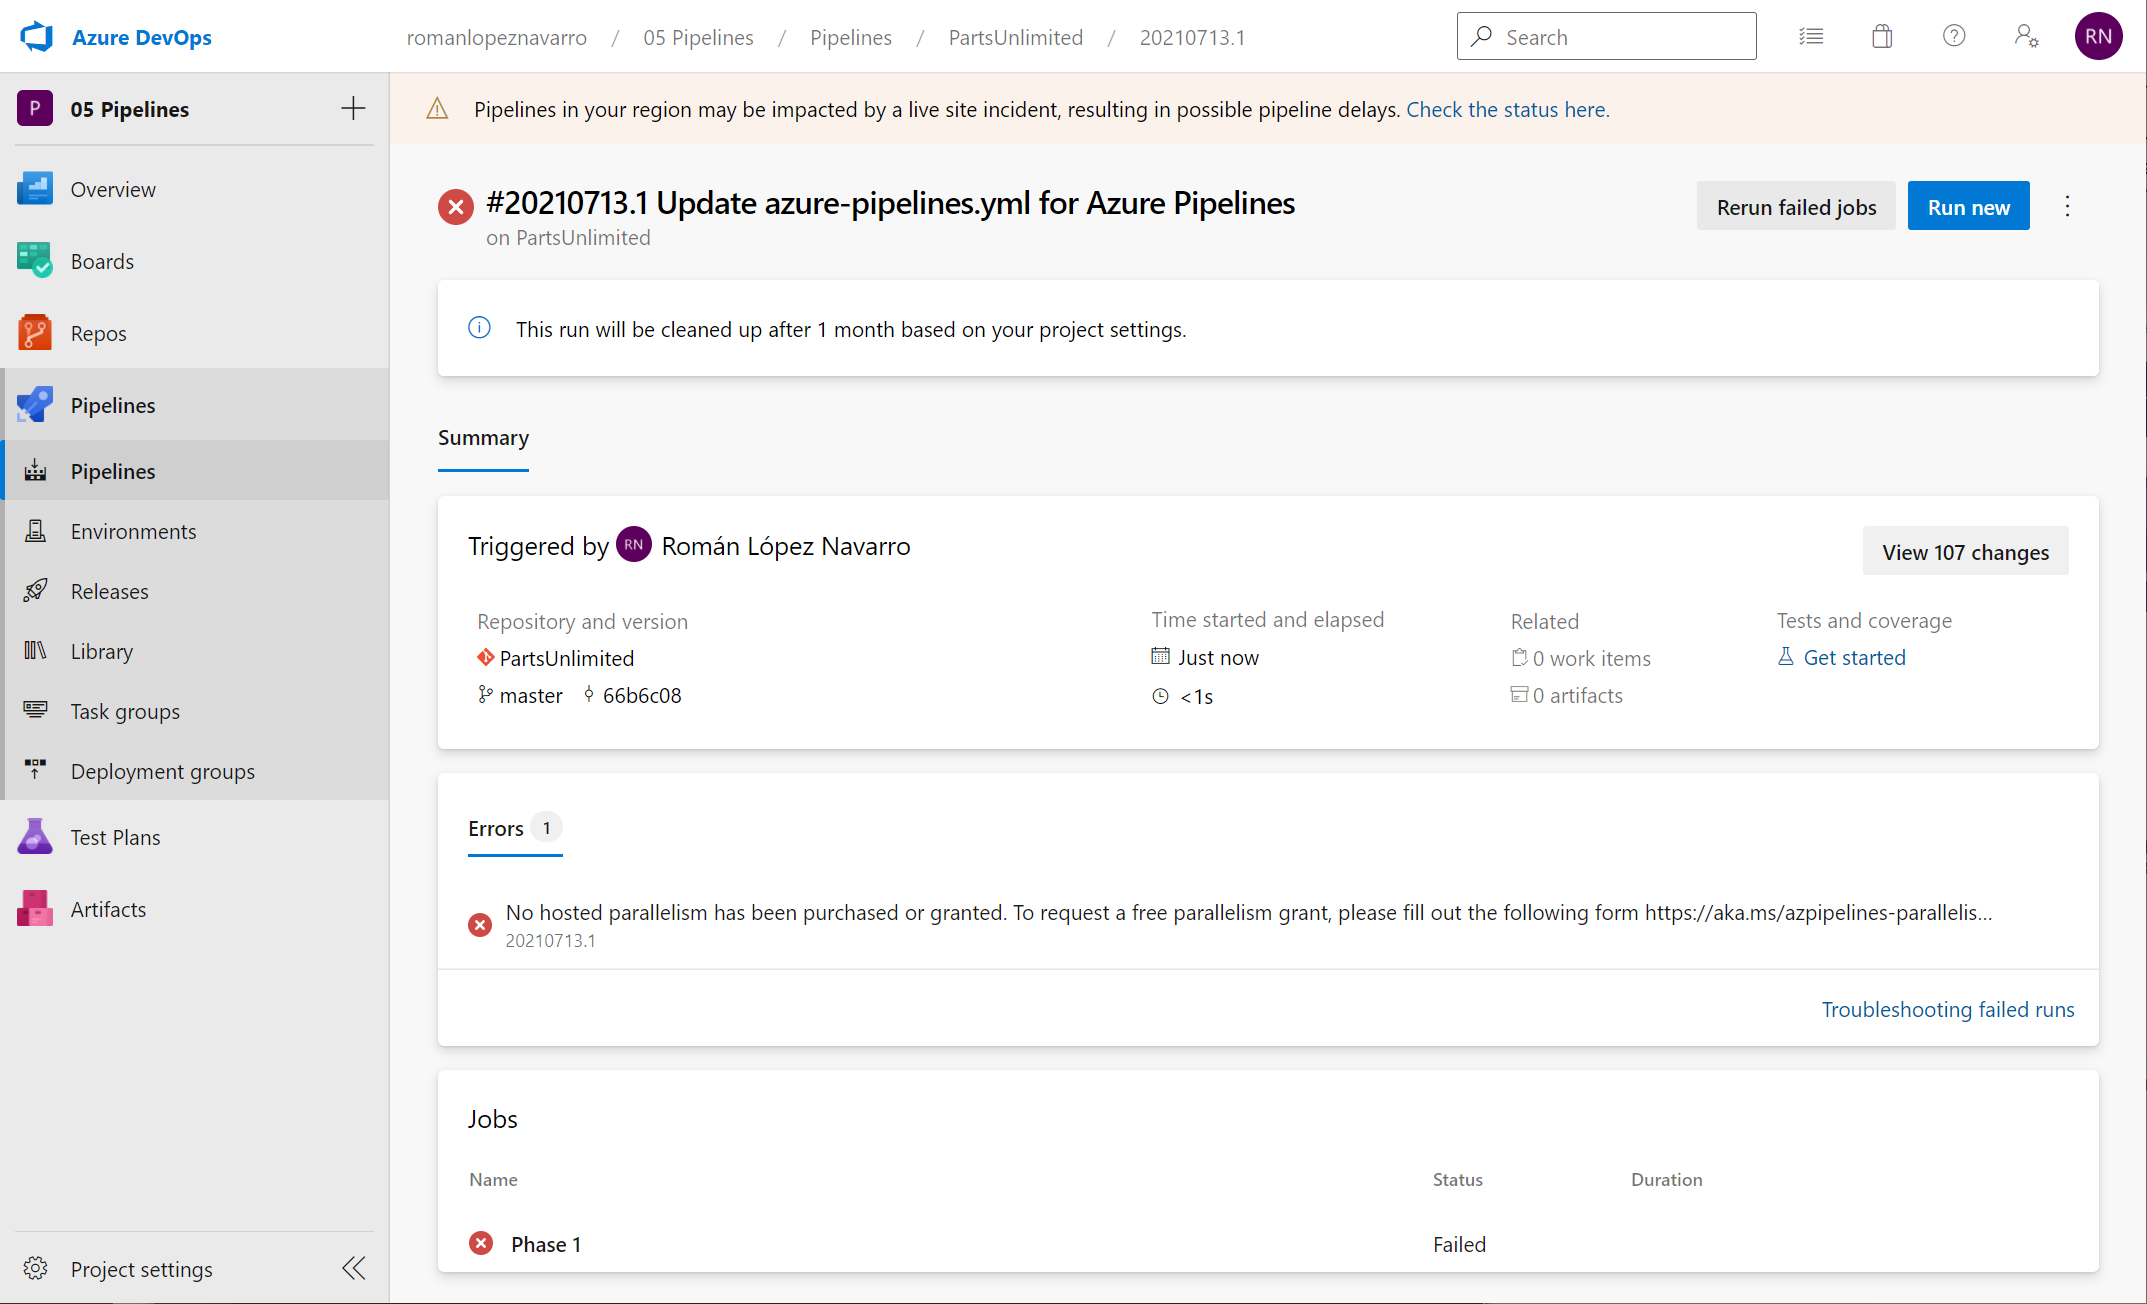 Azure DevOps
romanlopeznavarro / 05 Pipelines / Pipelines / PartsUnlimited / 20210713.1
Search
RN
P
05 Pipelines
Overview
Boards
Repos
Pipelines
Pipelines
Environments
Releases
Library
Task groups
Deployment groups
Test Plans
Artifacts
Project settings
Pipelines in your region may be impacted by a live site incident, resulting in possible pipeline delays. Check the status here.
#20210713.1 Update azure-pipelines.yml for Azure Pipelines
on PartsUnlimited
Rerun failed jobs
Run new
This run will be cleaned up after 1 month based on your project settings.
Summary
Triggered by RN Román López Navarro
View 107 changes
Repository and version
PartsUnlimited
master 66b6c08
Time started and elapsed
Just now
<1s
Related
0 work items
0 artifacts
Tests and coverage
Get started
Errors 1
No hosted parallelism has been purchased or granted. To request a free parallelism grant, please fill out the following form https://aka.ms/azpipelines-parallelis...
20210713.1
Troubleshooting failed runs
Jobs
Name Status Duration
Phase 1 Failed